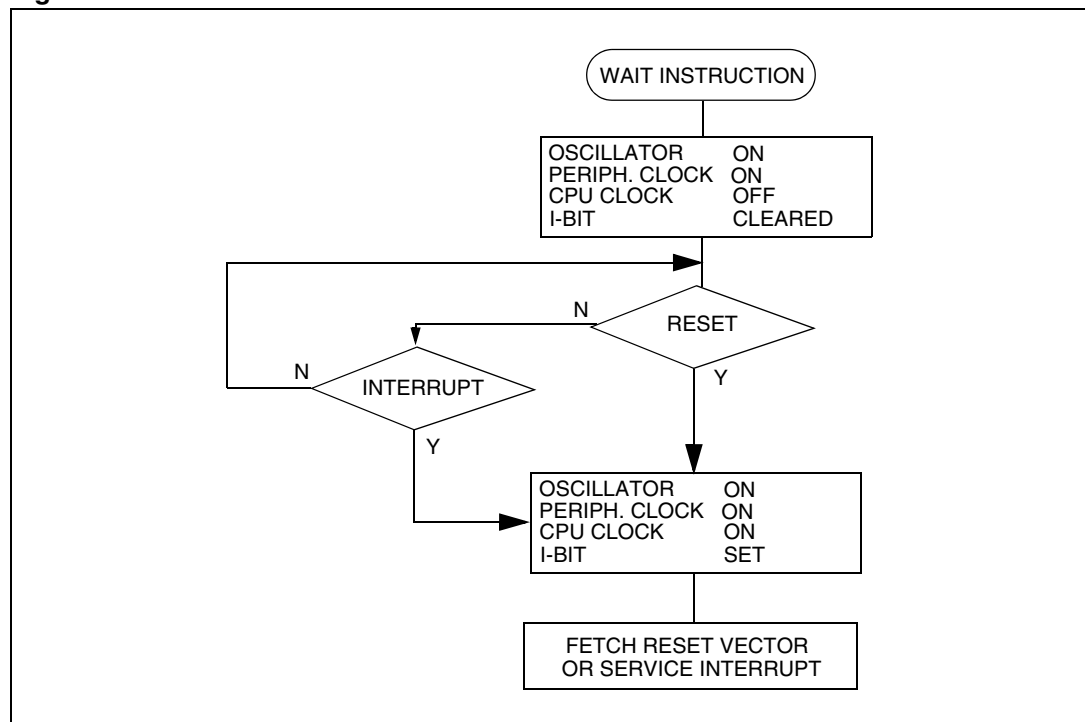 WAIT INSTRUCTION
OSCILLATOR ON
PERIPH. CLOCK ON
CPU CLOCK OFF
I-BIT CLEARED
N
RESET
Y
N
INTERRUPT
Y
OSCILLATOR ON
PERIPH. CLOCK ON
CPU CLOCK ON
I-BIT SET
FETCH RESET VECTOR
OR SERVICE INTERRUPT